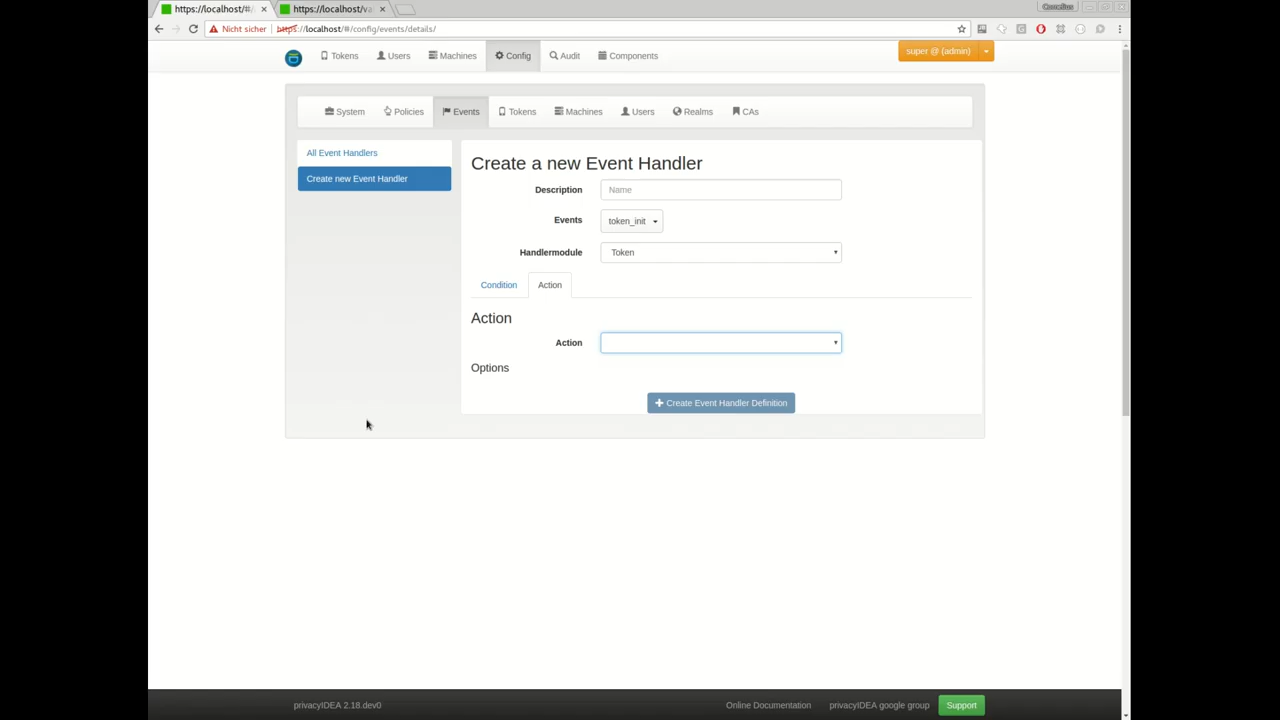 https://localhost/#/
https://localhost/va
Cornelius
Nicht sicher
https://localhost/#/config/events/details/
Tokens
Users
Machines
Config
Audit
Components
super @ (admin)
System
Policies
Events
Tokens
Machines
Users
Realms
CAs
All Event Handlers
Create new Event Handler
Create a new Event Handler
Description
Name
Events
token_init
Handlermodule
Token
Condition
Action
Action
Action
Options
Create Event Handler Definition
privacyIDEA 2.18.dev0
Online Documentation
privacyIDEA google group
Support